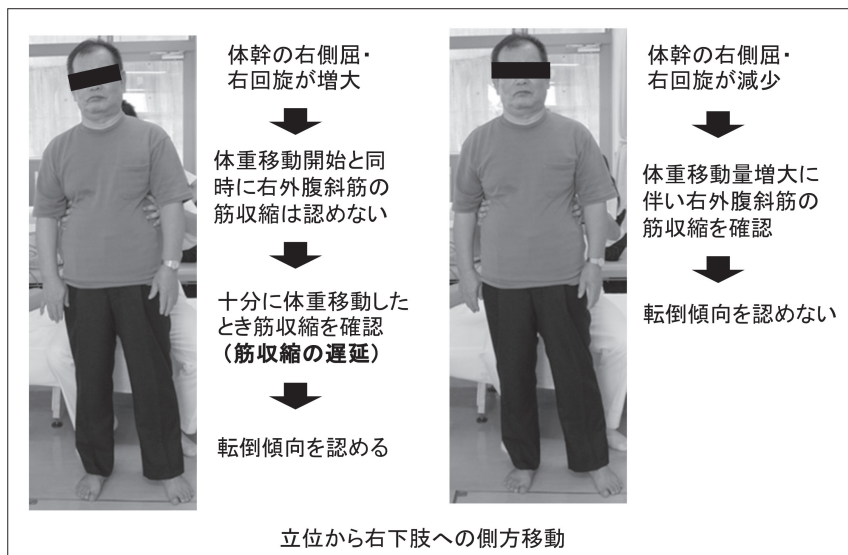 体幹の右側屈・
右回旋が増大
体重移動開始と同
時に右外腹斜筋の
筋収縮は認めない
十分に体重移動した
とき筋収縮を確認
（筋収縮の遅延）
転倒傾向を認める
体幹の右側屈・
右回旋が減少
体重移動量増大に
伴い右外腹斜筋の
筋収縮を確認
転倒傾向を認めない
立位から右下肢への側方移動